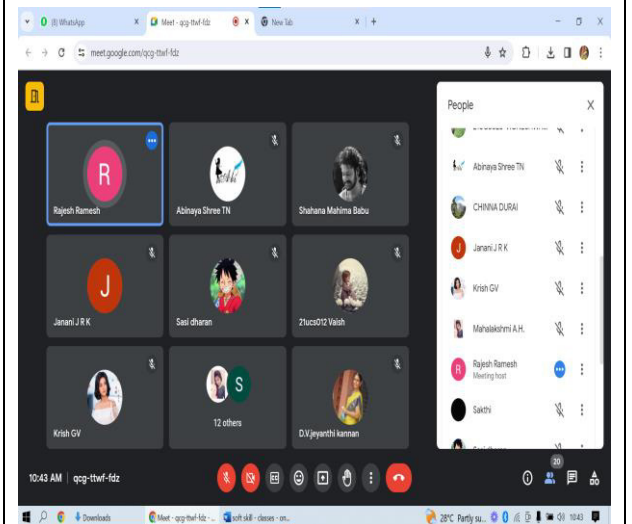 (8) WhatsApp
Meet - qcg-ttwf-fdz
New Tab
meet.google.com/qcg-ttwf-fdz
People
Rajesh Ramesh
Abinaya Shree TN
Shahana Mahima Babu
J
Janani J R K
Sasi dharan
21ucs012 Vaish
Krish GV
S
12 others
D.V.jeyanthi kannan
R
Abinaya Shree TN
CHINNA DURAI
J
Janani J R K
Krish GV
Mahalakshmi A.H.
R
Rajesh Ramesh
Meeting host
Sakthi
10:43 AM | qcg-ttwf-fdz
20
Downloads
Meet - qcg-ttwf-fdz - ...
soft skill - classes - on...
28°C Partly su...
10:43